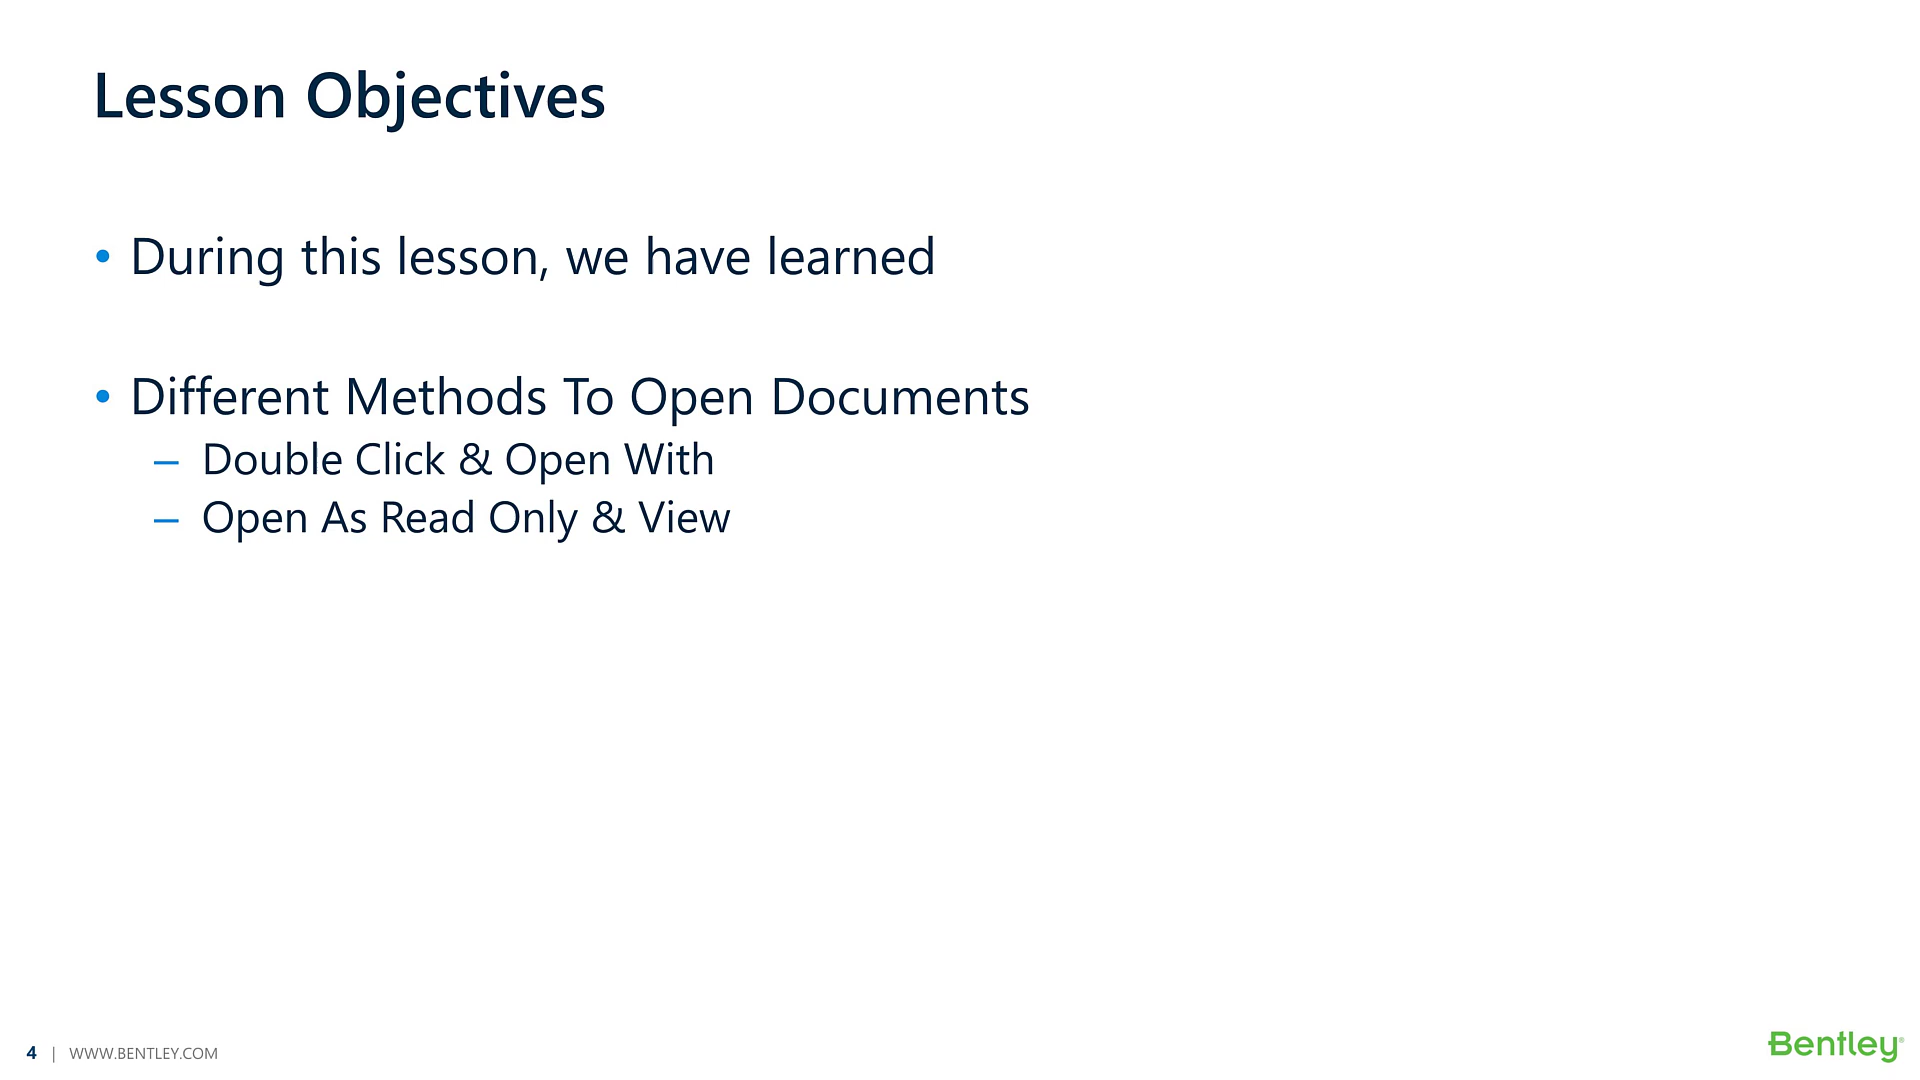 Lesson Objectives
• During this lesson, we have learned
• Different Methods To Open Documents
– Double Click & Open With
– Open As Read Only & View
4 | WWW.BENTLEY.COM
Bentley®